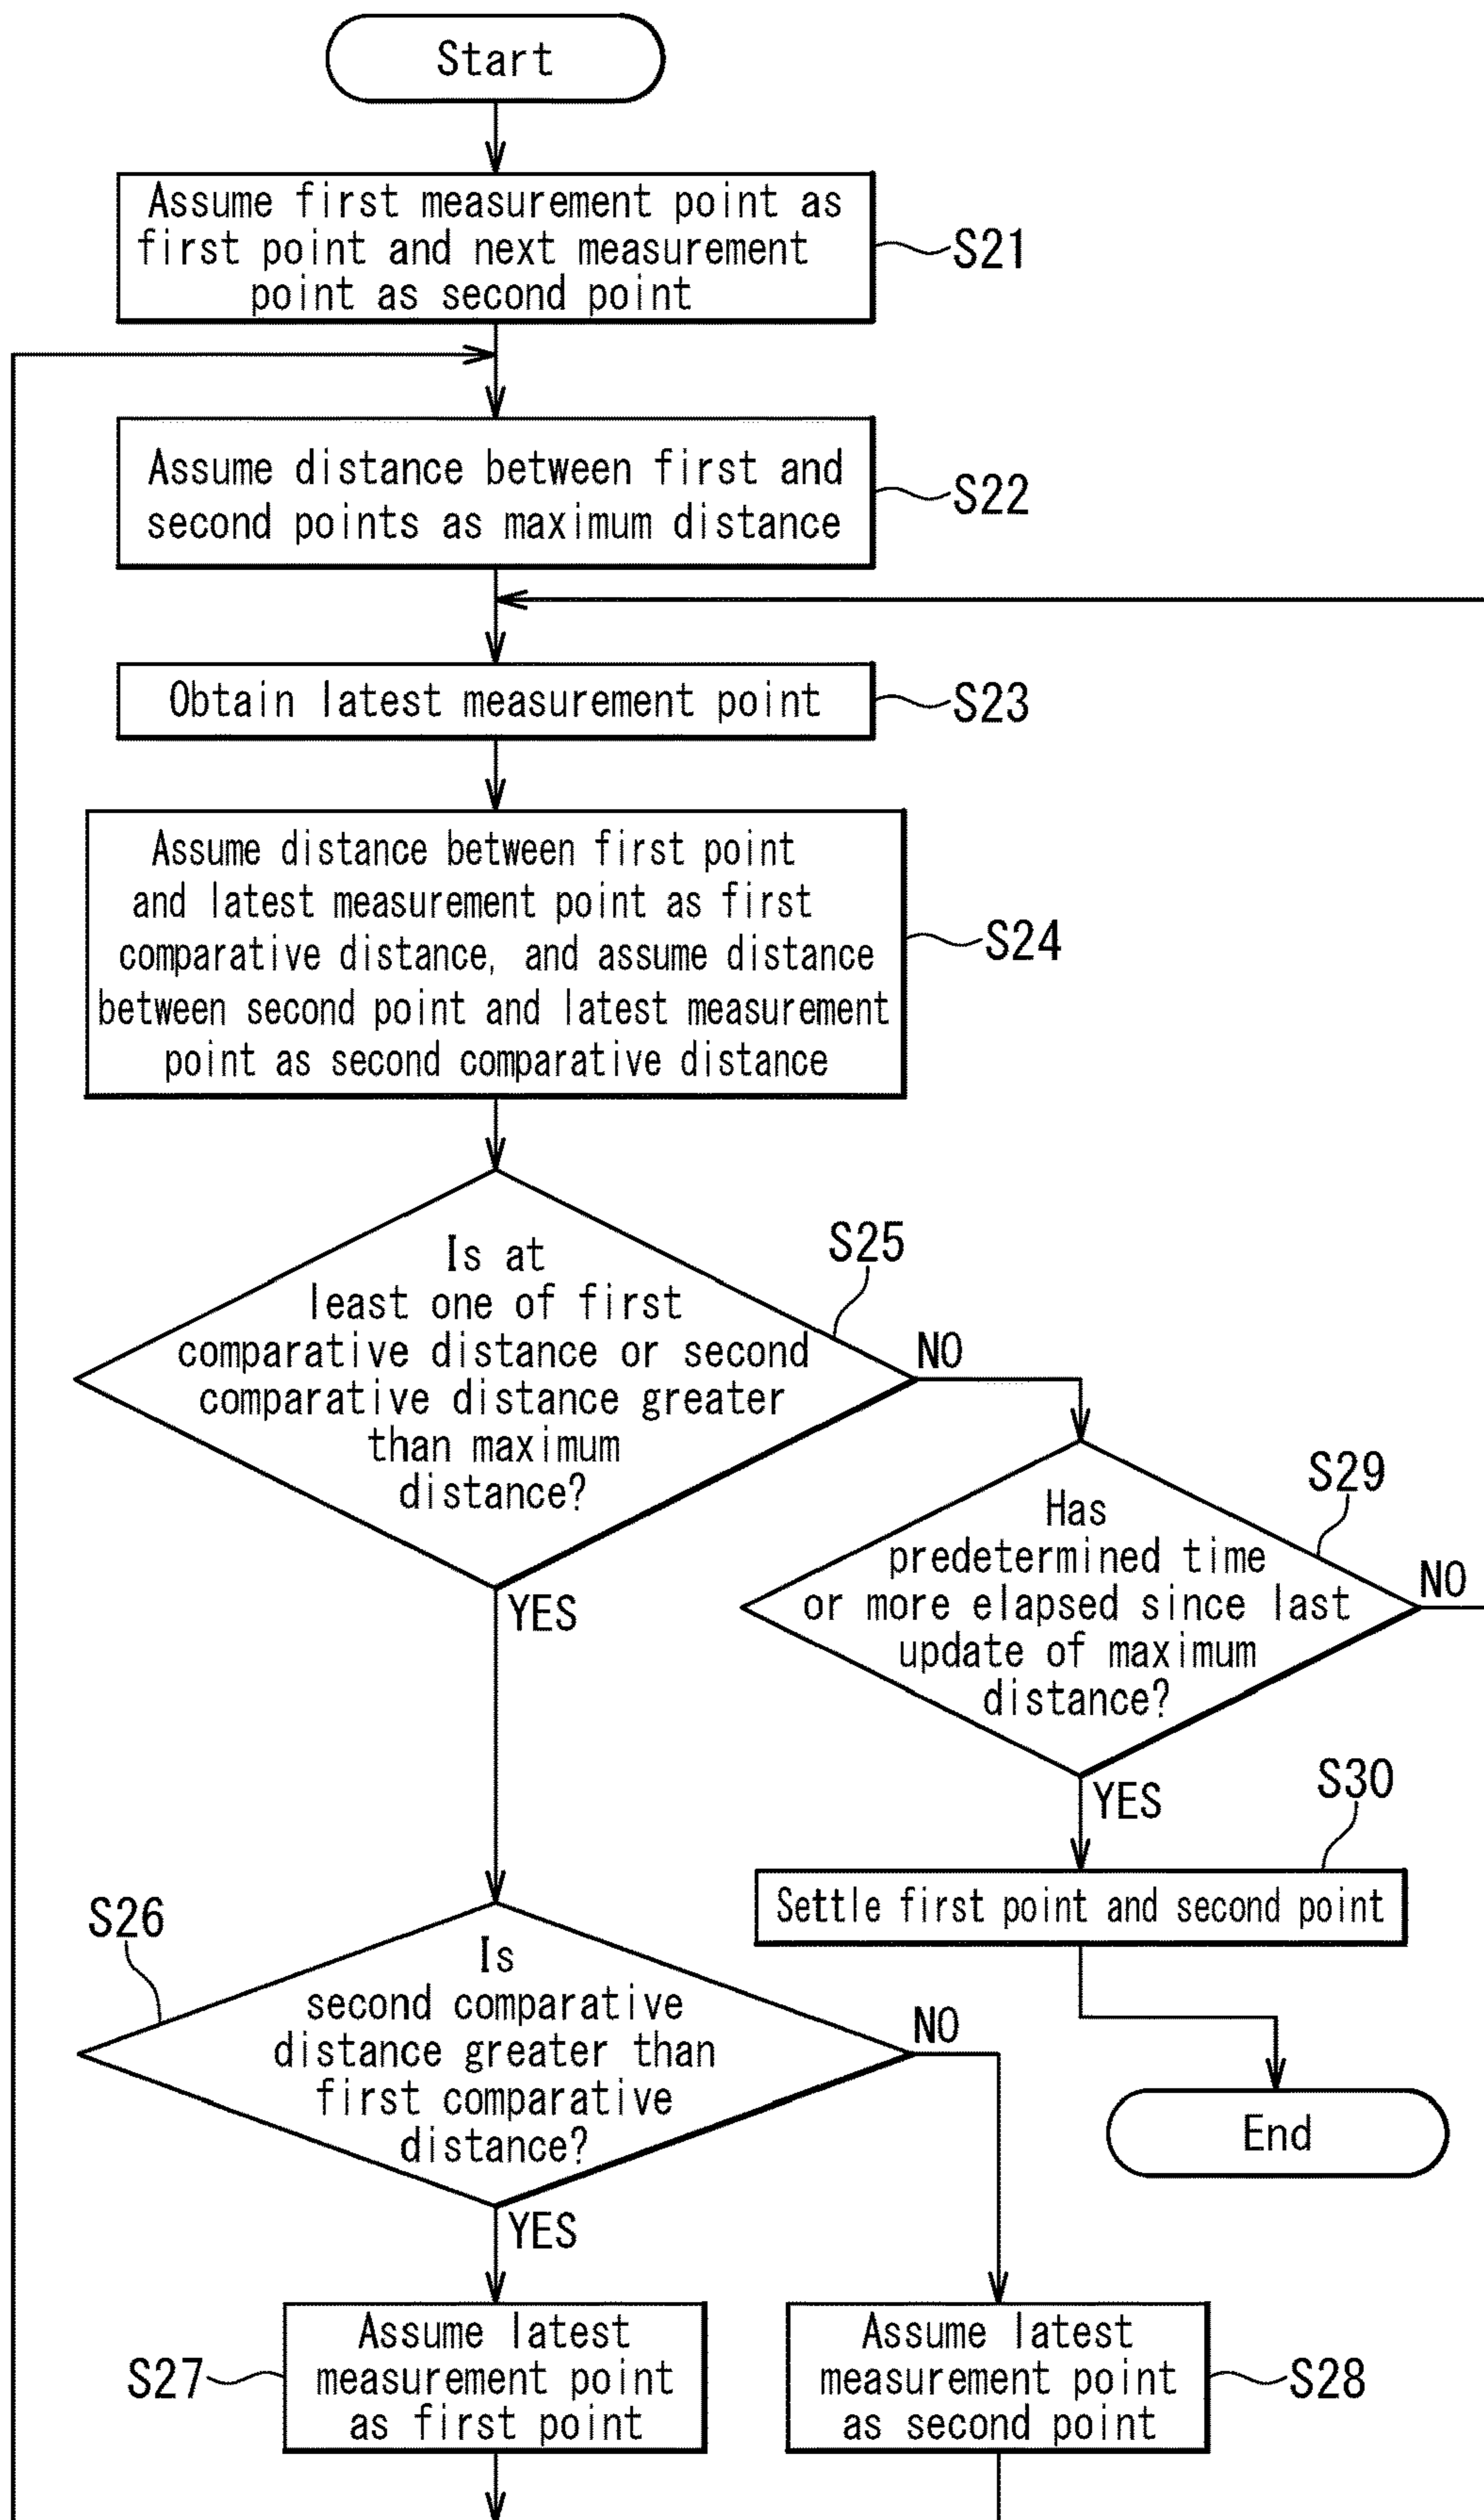 Start
Assume first measurement point as
first point and next measurement
point as second point
S21
Assume distance between first and
second points as maximum distance
S22
Obtain latest measurement point
S23
Assume distance between first point
and latest measurement point as first
comparative distance, and assume distance
between second point and latest measurement
point as second comparative distance
S24
Is at
least one of first
comparative distance or second
comparative distance greater
than maximum
distance?
S25
NO
YES
Has
predetermined time
or more elapsed since last
update of maximum
distance?
S29
NO
YES
S30
Settle first point and second point
End
S26
Is
second comparative
distance greater than
first comparative
distance?
NO
YES
Assume latest
measurement point
as first point
S27
Assume latest
measurement point
as second point
S28